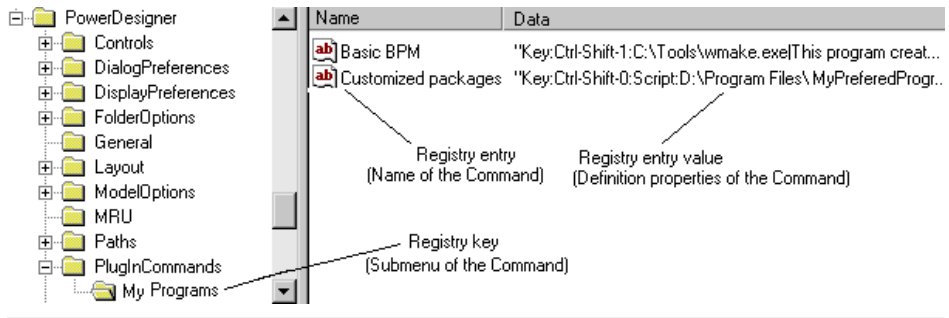 PowerDesigner
Controls
DialogPreferences
DisplayPreferences
FolderOptions
General
Layout
ModelOptions
MRU
Paths
PlugInCommands
My Programs
Name Data
ab Basic BPM "Key:Ctrl-Shift-1:C:\Tools\wmake.exe|This program creat...
ab Customized packages "Key:Ctrl-Shift-0:Script:D:\Program Files\MyPreferedProgr...
Registry entry
(Name of the Command)
Registry entry value
(Definition properties of the Command)
Registry key
(Submenu of the Command)